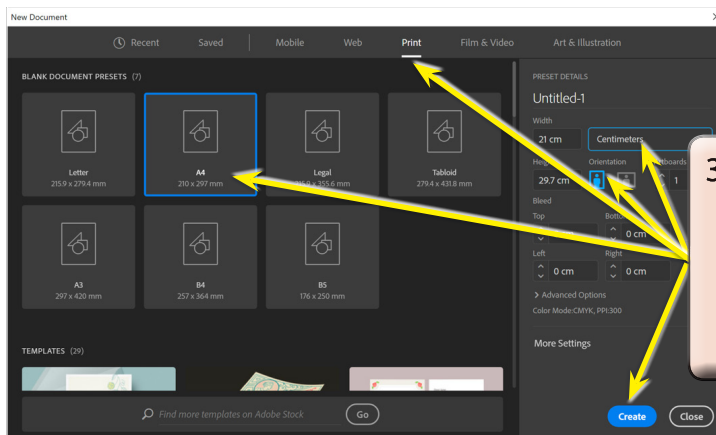 New Document
Recent Saved Mobile Web Print Film & Video Art & Illustration
BLANK DOCUMENT PRESETS (7)
Letter
215.9 x 279.4 mm
A4
210 x 297 mm
Legal
355.6 mm
Tabloid
279.4 x 431.8 mm
A3
297 x 420 mm
B4
257 x 364 mm
B5
176 x 250 mm
TEMPLATES (29)
Find more templates on Adobe Stock Go
PRESET DETAILS
Untitled-1
Width
21 cm Centimeters
Orientation
29.7 cm 1
Bleed
Top
0 cm
Left Right
0 cm 0 cm
> Advanced Options
Color Mode:CMYK, PPI:300
More Settings
Create Close
3